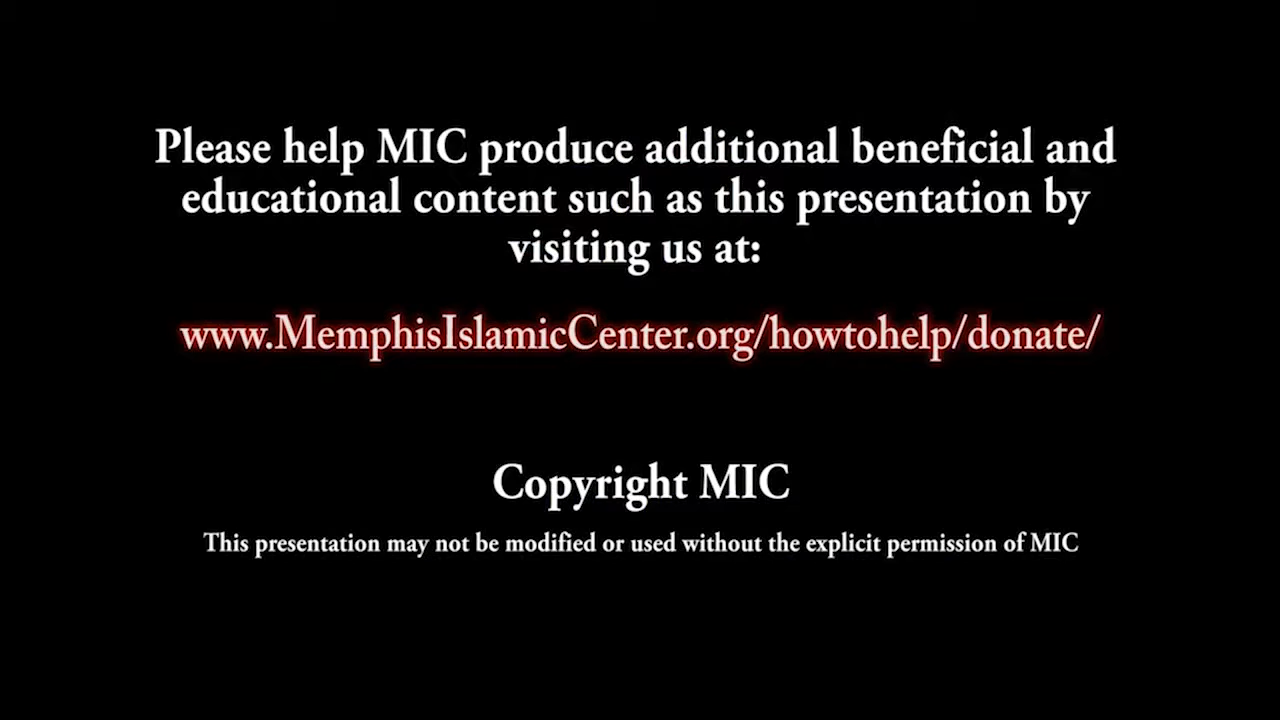 Please help MIC produce additional beneficial and
educational content such as this presentation by
visiting us at:
www.MemphisIslamicCenter.org/howtohelp/donate/
Copyright MIC
This presentation may not be modified or used without the explicit permission of MIC